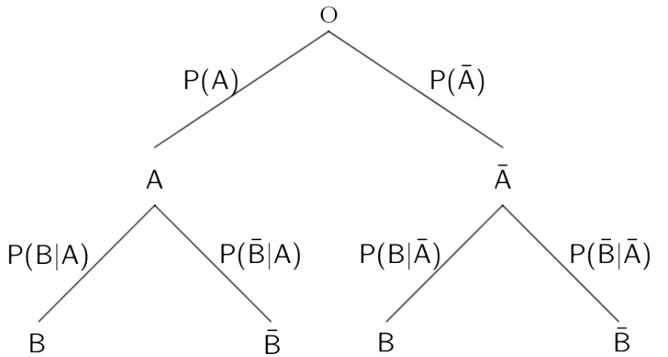 O
P(A) P(Ā)
A Ā
P(B|A) P(B̄|A) P(B|Ā) P(B̄|Ā)
B B̄ B B̄